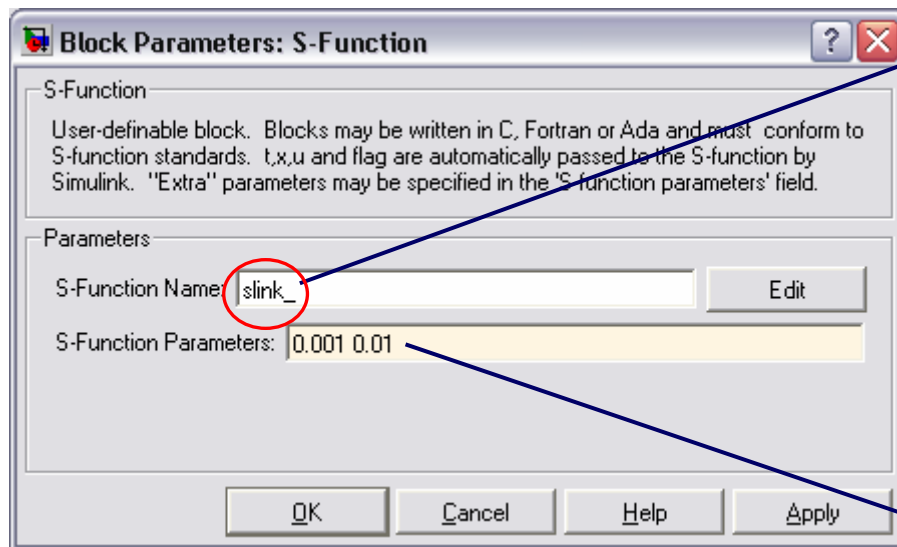 Block Parameters: S-Function
S-Function
User-definable block. Blocks may be written in C, Fortran or Ada and must conform to
S-function standards. t,x,u and flag are automatically passed to the S-function by
Simulink. "Extra" parameters may be specified in the 'S-function parameters' field.
Parameters
S-Function Name: slink_ Edit
S-Function Parameters: 0.001 0.01
OK Cancel Help Apply